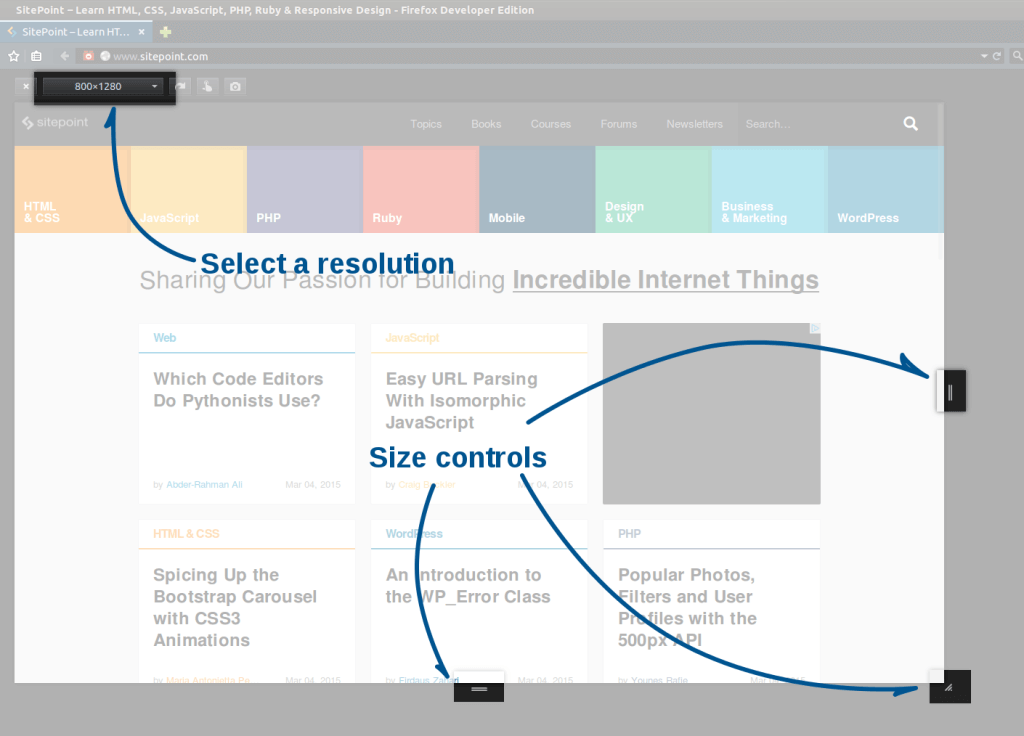 SitePoint – Learn HTML, CSS, JavaScript, PHP, Ruby & Responsive Design - Firefox Developer Edition
SitePoint – Learn HT...
www.sitepoint.com
800×1280
sitepoint
Topics Books Courses Forums Newsletters Search...
HTML
& CSS
JavaScript
PHP
Ruby
Mobile
Design
& UX
Business
& Marketing
WordPress
Select a resolution
Sharing Our Passion for Building Incredible Internet Things
Web
Which Code Editors
Do Pythonists Use?
by Abder-Rahman Ali Mar 04, 2015
JavaScript
Easy URL Parsing
With Isomorphic
JavaScript
Size controls
by Craig Mar 04, 2015
HTML & CSS
Spicing Up the
Bootstrap Carousel
with CSS3
Animations
by Maria Antonietta Pe Mar 04, 2015
WordPress
An Introduction to
the WP_Error Class
by Firdaus Mar 04, 2015
PHP
Popular Photos,
Filters and User
Profiles with the
500px API
by Younes Rafie